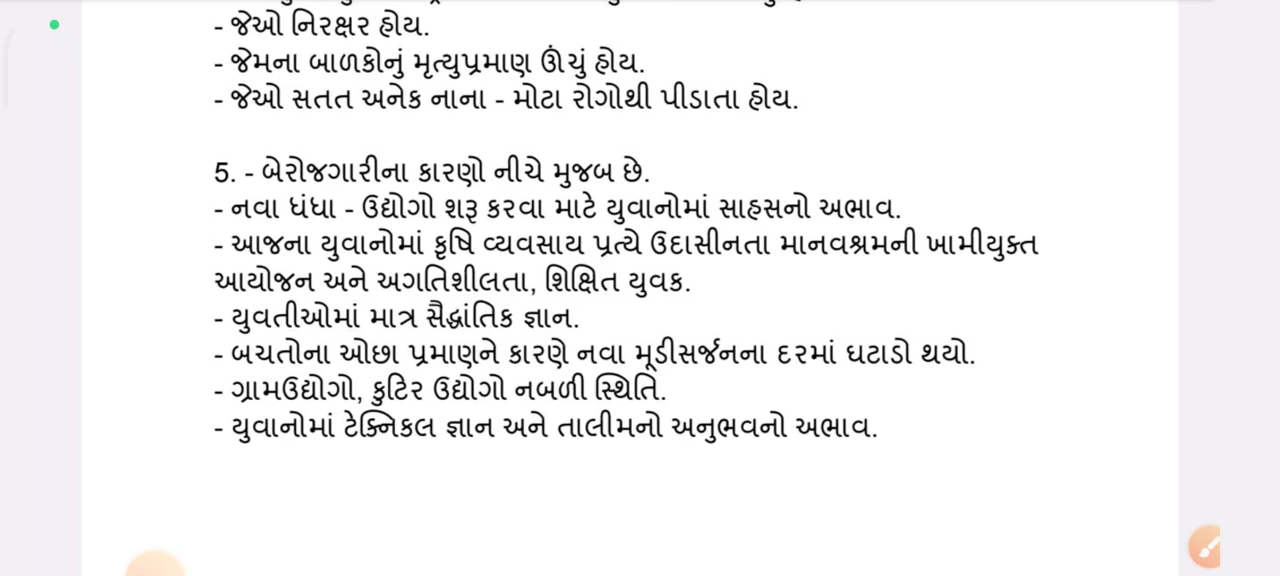 - જેઓ નિરક્ષર હોય.
- જેમના બાળકોનું મૃત્યુપ્રમાણ ઊંચું હોય.
- જેઓ સતત અનેક નાના - મોટા રોગોથી પીડાતા હોય.
5. - બેરોજગારીના કારણો નીચે મુજબ છે.
- નવા ધંધા - ઉદ્યોગો શરૂ કરવા માટે યુવાનોમાં સાહસનો અભાવ.
- આજના યુવાનોમાં કૃષિ વ્યવસાય પ્રત્યે ઉદાસીનતા માનવશ્રમની ખામીયુક્ત
આયોજન અને અગતિશીલતા, શિક્ષિત યુવક.
- યુવતીઓમાં માત્ર સૈદ્ધાંતિક જ્ઞાન.
- બચતોના ઓછા પ્રમાણને કારણે નવા મૂડીસર્જનના દરમાં ઘટાડો થયો.
- ગ્રામઉદ્યોગો, કુટિર ઉદ્યોગો નબળી સ્થિતિ.
- યુવાનોમાં ટેક્નિકલ જ્ઞાન અને તાલીમનો અનુભવનો અભાવ.